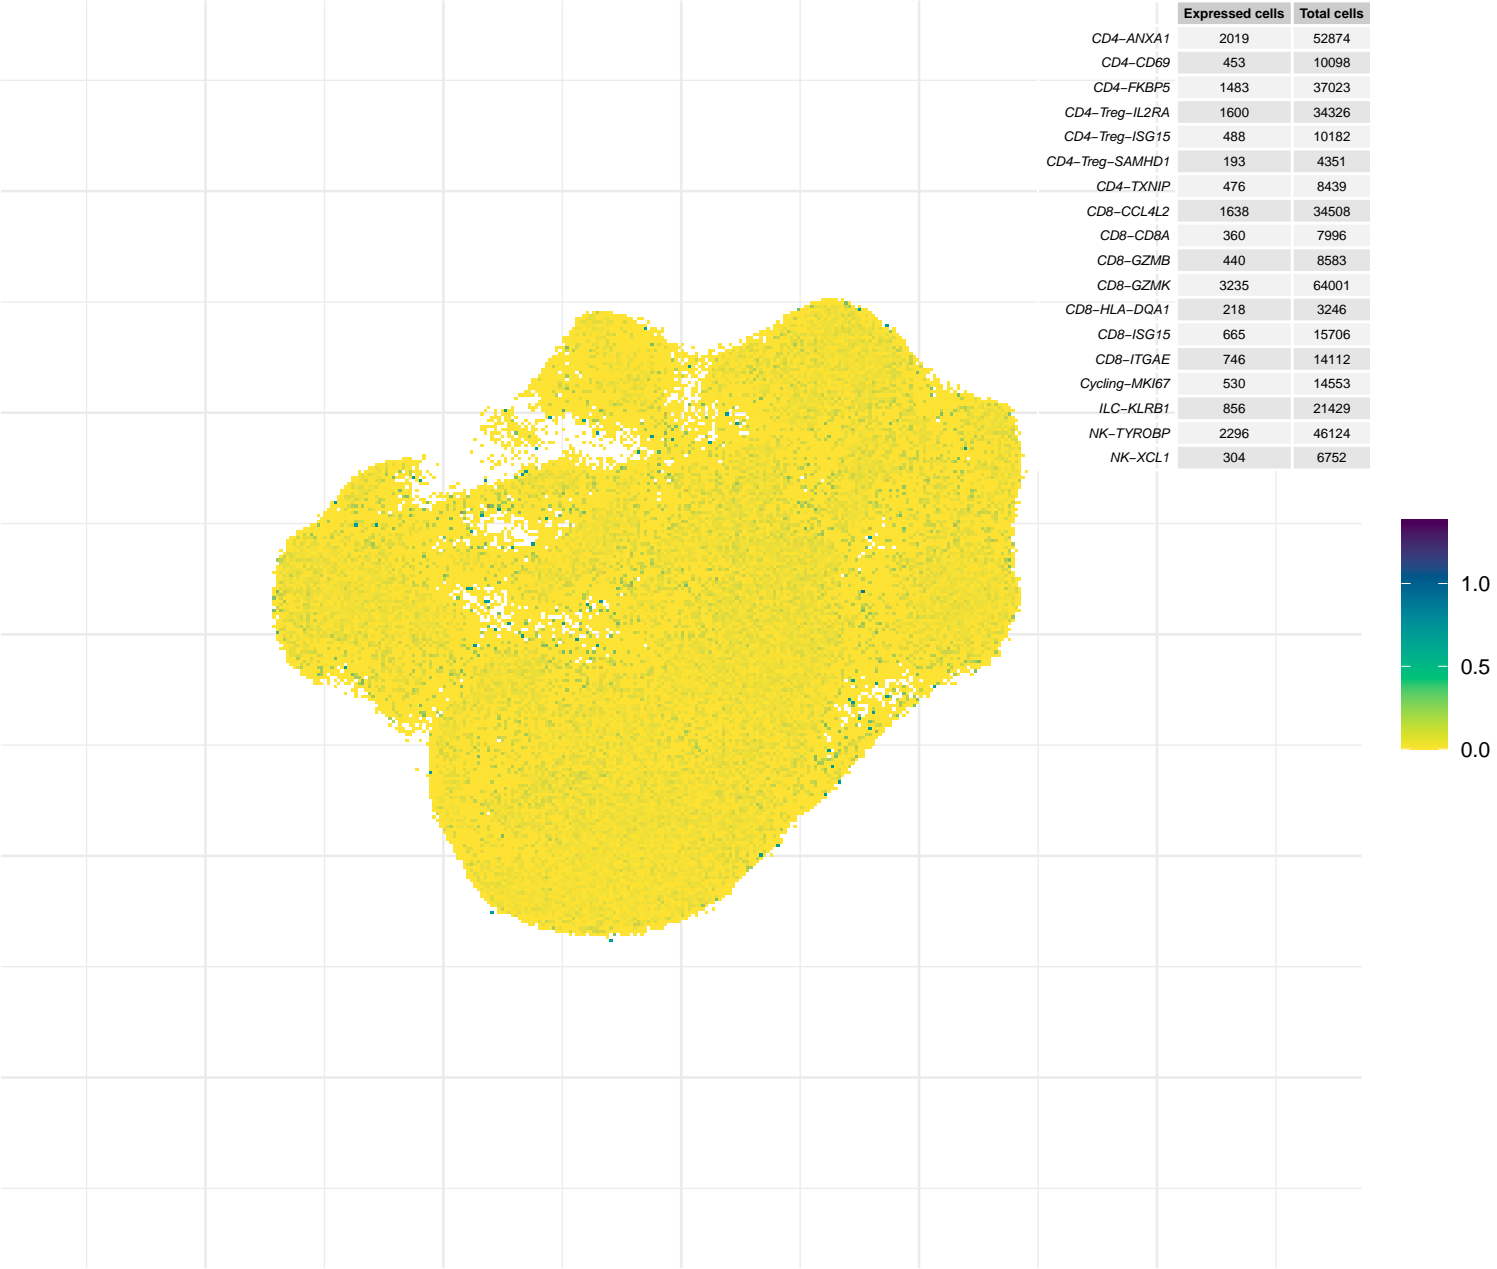 Expressed cells Total cells
CD4−ANXA1 2019 52874
CD4−CD69 453 10098
CD4−FKBP5 1483 37023
CD4−Treg−IL2RA 1600 34326
CD4−Treg−ISG15 488 10182
CD4−Treg−SAMHD1 193 4351
CD4−TXNIP 476 8439
CD8−CCL4L2 1638 34508
CD8−CD8A 360 7996
CD8−GZMB 440 8583
CD8−GZMK 3235 64001
CD8−HLA−DQA1 218 3246
CD8−ISG15 665 15706
CD8−ITGAE 746 14112
Cycling−MKI67 530 14553
ILC−KLRB1 856 21429
NK−TYROBP 2296 46124
NK−XCL1 304 6752
1.0
0.5
0.0